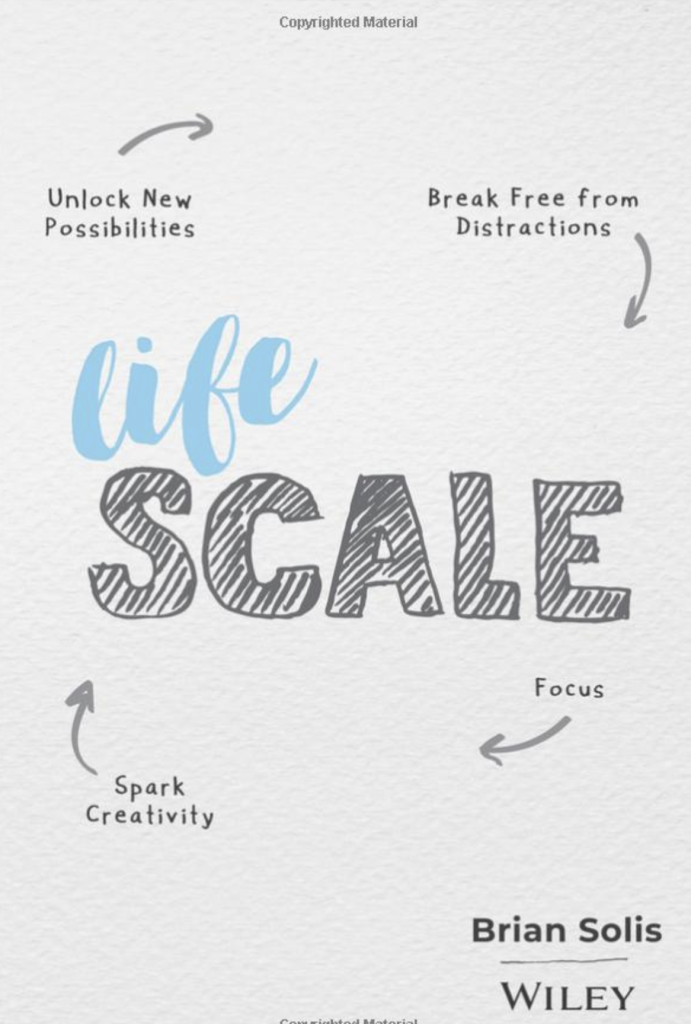 Copyrighted Material
Unlock New
Possibilities
Break Free from
Distractions
life
SCALE
Focus
Spark
Creativity
Brian Solis
WILEY
Copyrighted Material